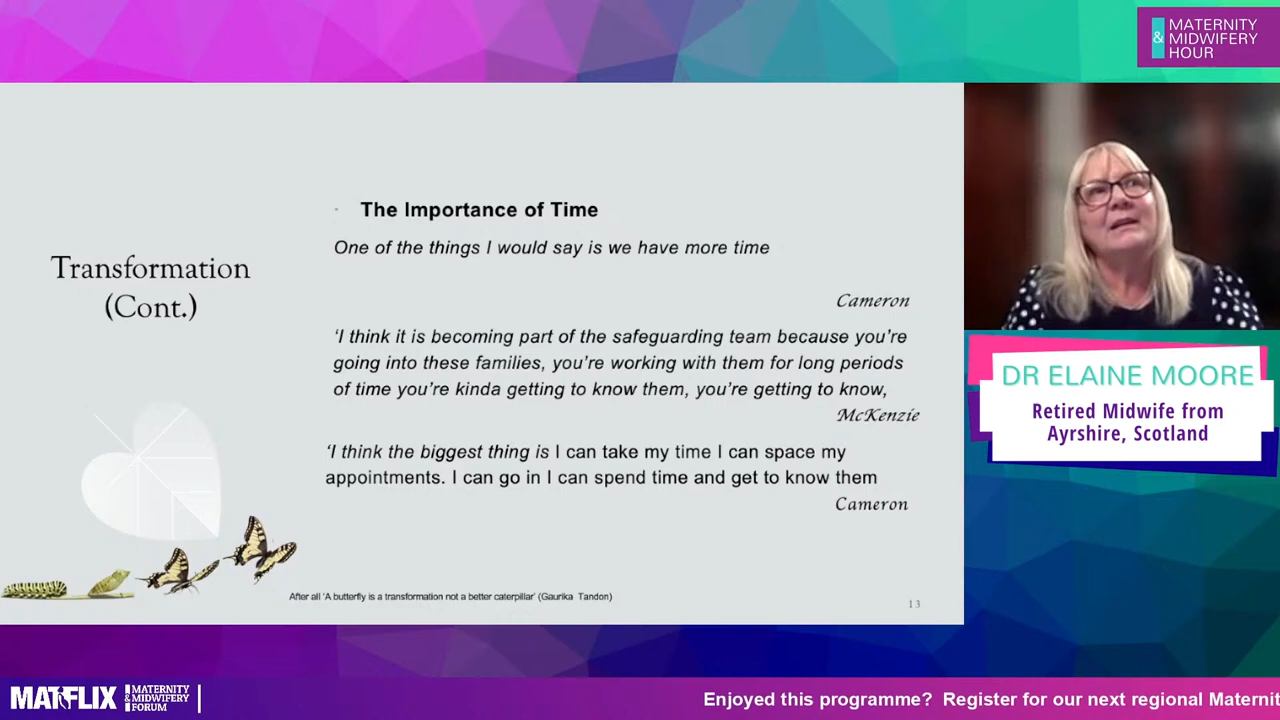 MATERNITY
& MIDWIFERY
HOUR
Transformation
(Cont.)
· The Importance of Time
One of the things I would say is we have more time
Cameron
‘I think it is becoming part of the safeguarding team because you’re
going into these families, you’re working with them for long periods
of time you’re kinda getting to know them, you’re getting to know,
McKenzie
‘I think the biggest thing is I can take my time I can space my
appointments. I can go in I can spend time and get to know them
Cameron
After all ‘A butterfly is a transformation not a better caterpillar’ (Gaurika Tandon)
13
DR ELAINE MOORE
Retired Midwife from
Ayrshire, Scotland
MATFLIX
MATERNITY
& MIDWIFERY
FORUM
Enjoyed this programme? Register for our next regional Maternit